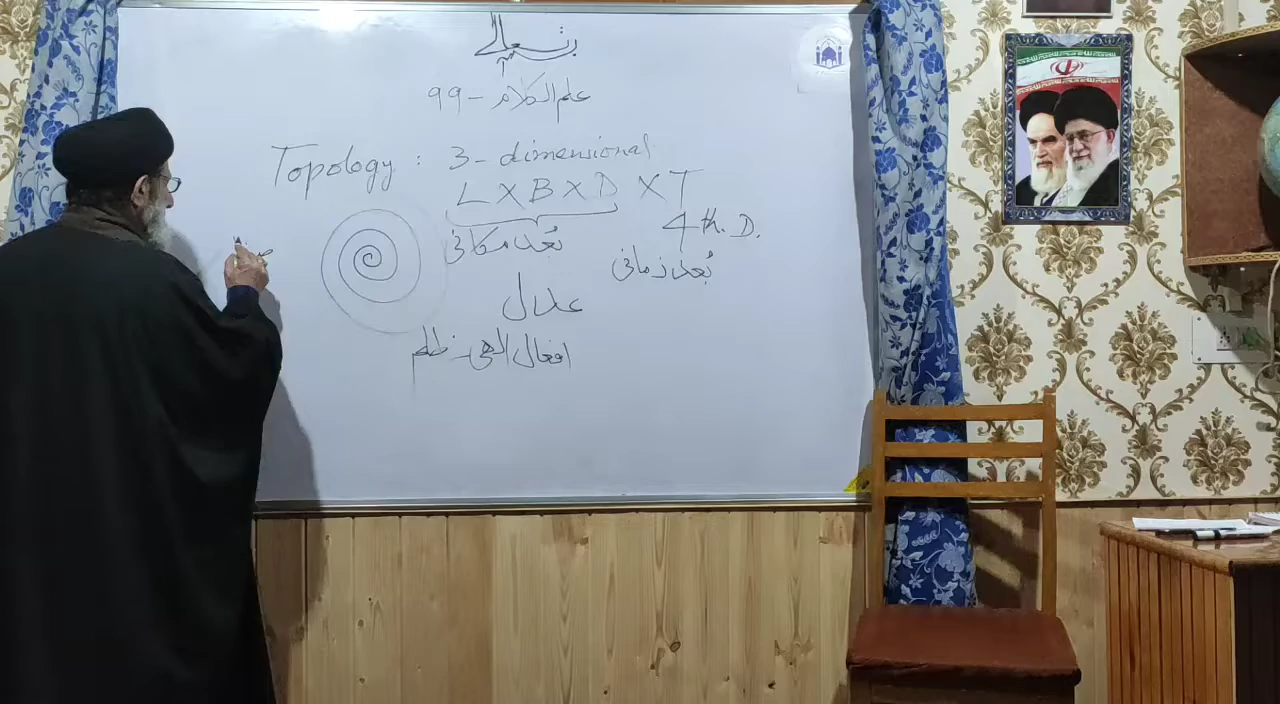 بسمہ تعالیٰ
علم الکلام - ۹۹
Topology : 3-dimensional
L X B X D X T
4th. D.
بُعد مکانی
بُعد زمانی
عدل
افعال الٰہی - ظلم